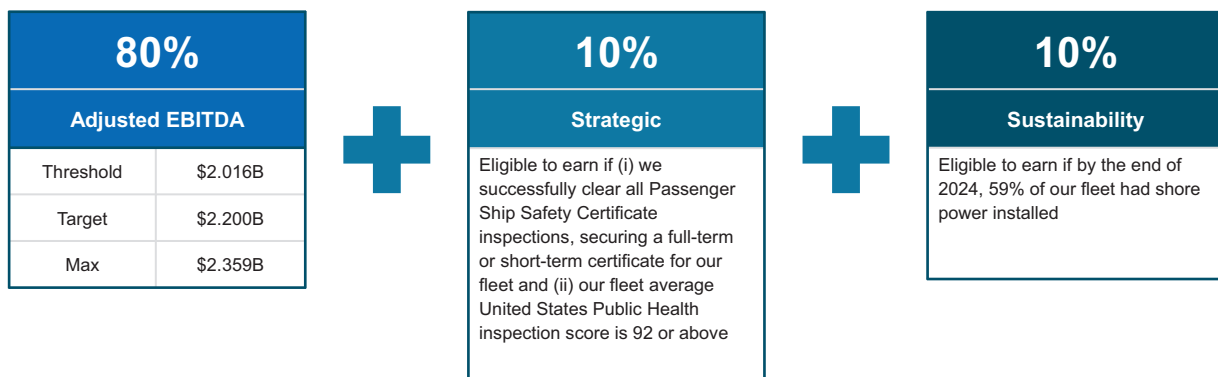 80%
Adjusted EBITDA
Threshold $2.016B
Target $2.200B
Max $2.359B
10%
Strategic
Eligible to earn if (i) we
successfully clear all Passenger
Ship Safety Certificate
inspections, securing a full-term
or short-term certificate for our
fleet and (ii) our fleet average
United States Public Health
inspection score is 92 or above
10%
Sustainability
Eligible to earn if by the end of
2024, 59% of our fleet had shore
power installed